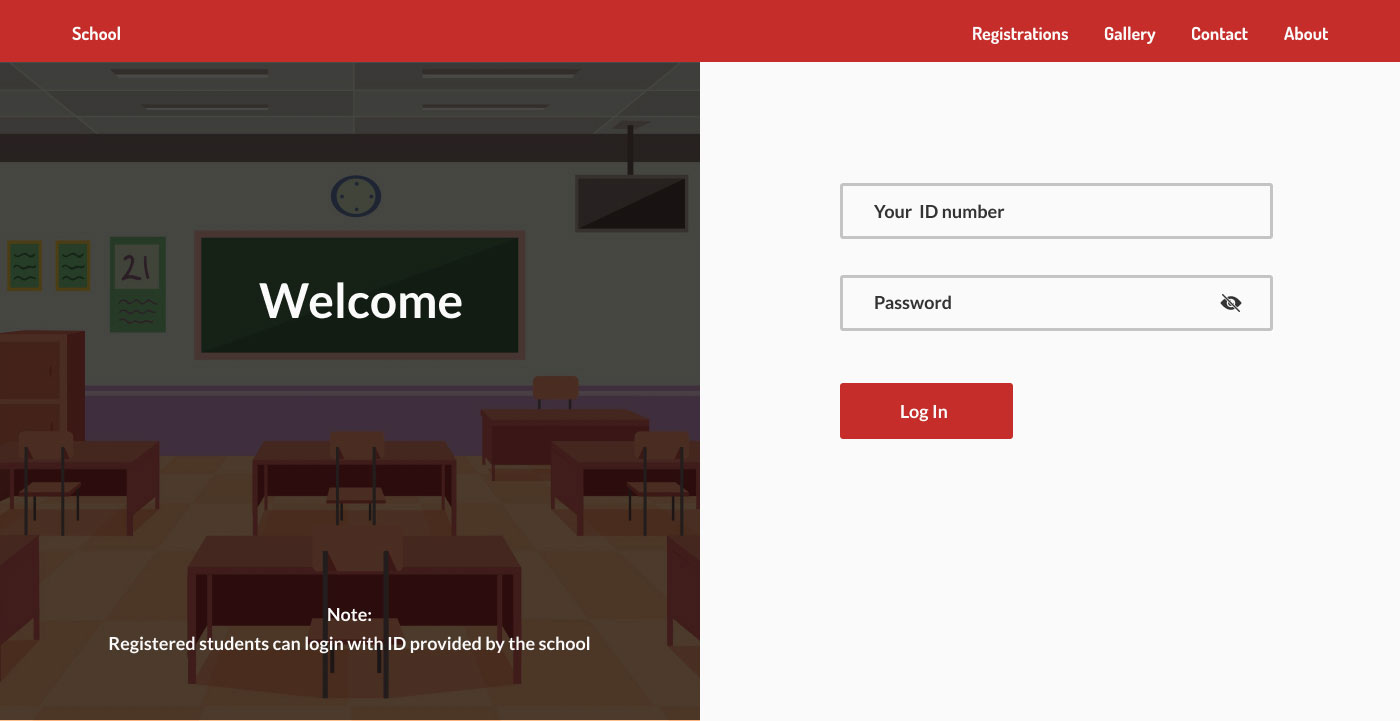 School
Registrations Gallery Contact About
21
Welcome
Note:
Registered students can login with ID provided by the school
Your ID number
Password
Log In